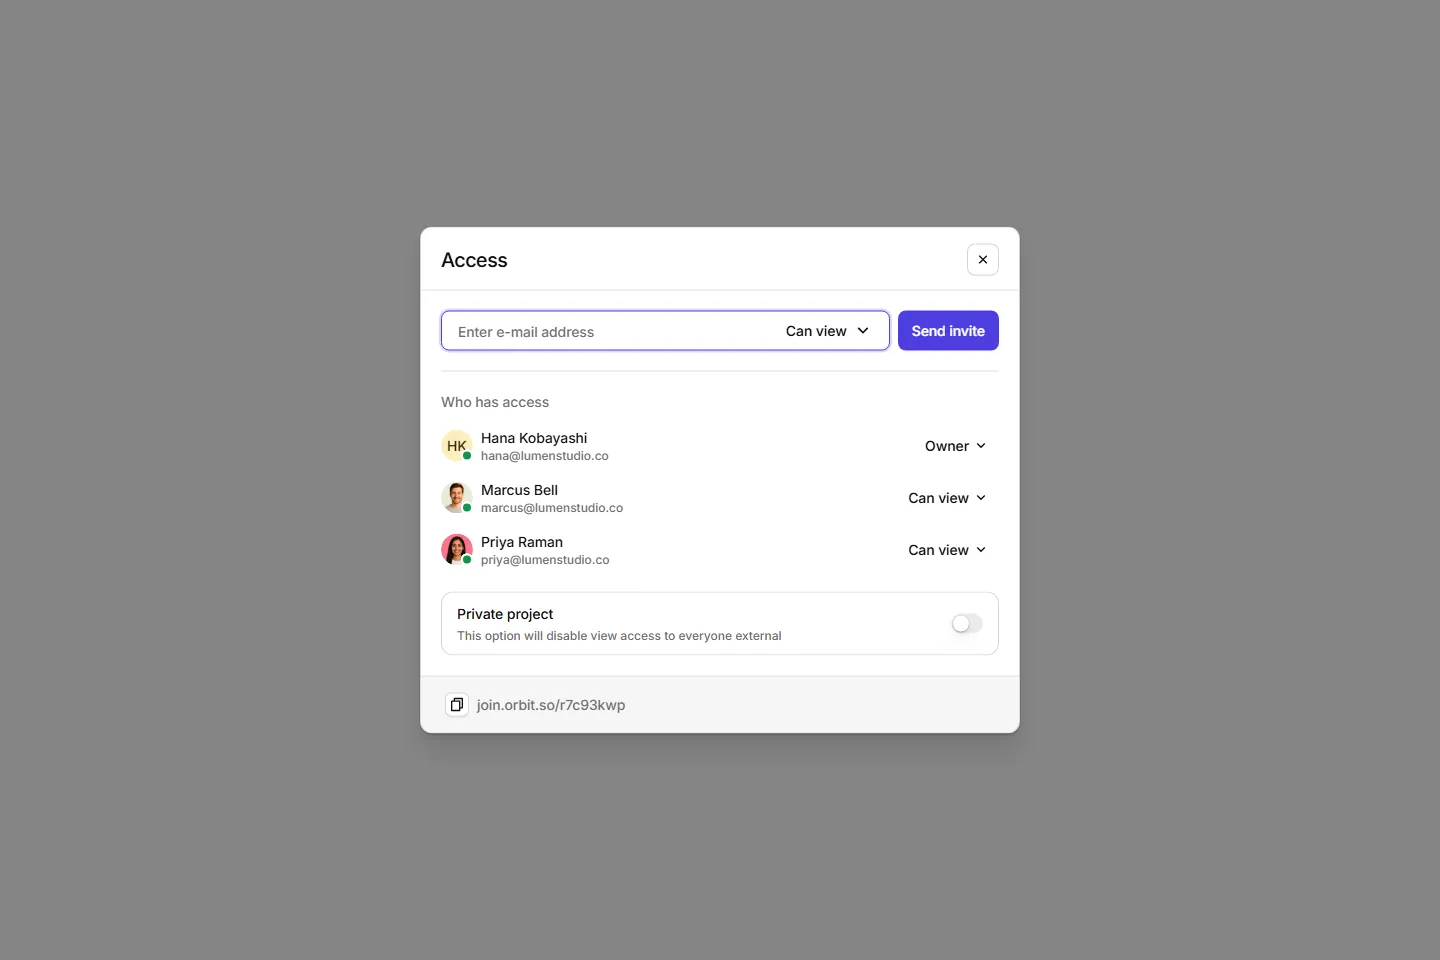 Access
Enter e-mail address
Can view
Send invite
Who has access
HK
Hana Kobayashi
hana@lumenstudio.co
Owner
Marcus Bell
marcus@lumenstudio.co
Can view
Priya Raman
priya@lumenstudio.co
Can view
Private project
This option will disable view access to everyone external
join.orbit.so/r7c93kwp